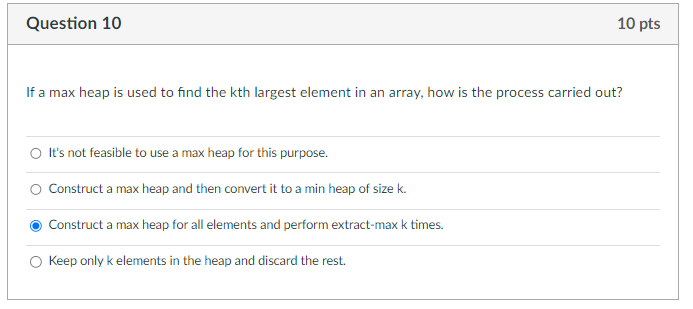 Question 10
10 pts
If a max heap is used to find the kth largest element in an array, how is the process carried out?
It's not feasible to use a max heap for this purpose.
Construct a max heap and then convert it to a min heap of size k.
Construct a max heap for all elements and perform extract-max k times.
Keep only k elements in the heap and discard the rest.